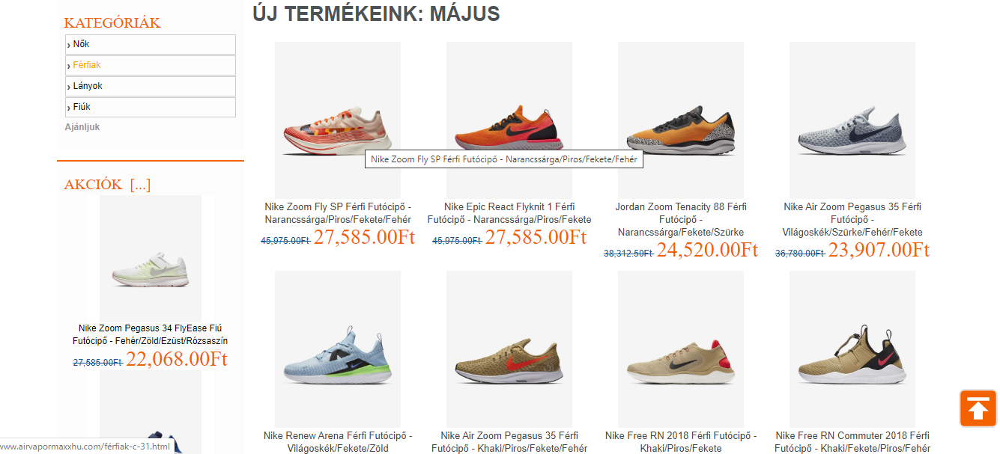 KATEGÓRIÁK
› Nők
› Férfiak
› Lányok
› Fiúk
Ajánljuk
AKCIÓK [...]
Nike Zoom Pegasus 34 FlyEase Fiú
Futócipő - Fehér/Zöld/Ezüst/Rózsaszín
27,585.00Ft 22,068.00Ft
ÚJ TERMÉKEINK: MÁJUS
Nike Zoom Fly SP Férfi Futócipő - Narancssárga/Piros/Fekete/Fehér
Nike Zoom Fly SP Férfi Futócipő -
Narancssárga/Piros/Fekete/Fehér
45,975.00Ft 27,585.00Ft
Nike Epic React Flyknit 1 Férfi
Futócipő - Narancssárga/Piros/Fekete
45,975.00Ft 27,585.00Ft
Jordan Zoom Tenacity 88 Férfi
Futócipő -
Narancssárga/Fekete/Szürke
38,312.50Ft 24,520.00Ft
Nike Air Zoom Pegasus 35 Férfi
Futócipő -
Világoskék/Szürke/Fehér/Fekete
36,780.00Ft 23,907.00Ft
Nike Renew Arena Férfi Futócipő -
Világoskék/Fekete/Zöld
Nike Air Zoom Pegasus 35 Férfi
Futócipő - Khaki/Piros/Fekete/Fehér
Nike Free RN 2018 Férfi Futócipő -
Khaki/Piros/Fekete
Nike Free RN Commuter 2018 Férfi
Futócipő - Khaki/Fekete/Piros/Fehér
www.airvapormaxxhu.com/férfiak-c-31.html